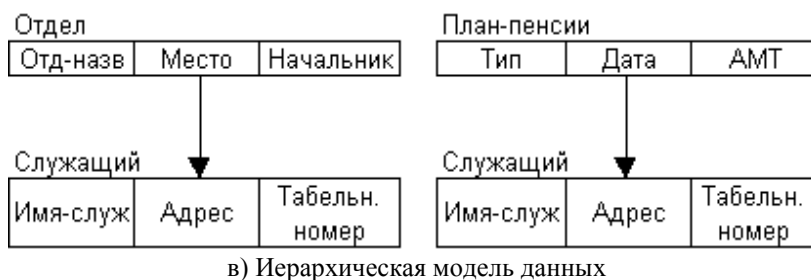 Отдел План-пенсии
Отд-назв Место Начальник Тип Дата АМТ
Служащий Служащий
Имя-служ Адрес Табельн. номер Имя-служ Адрес Табельн. номер
в) Иерархическая модель данных